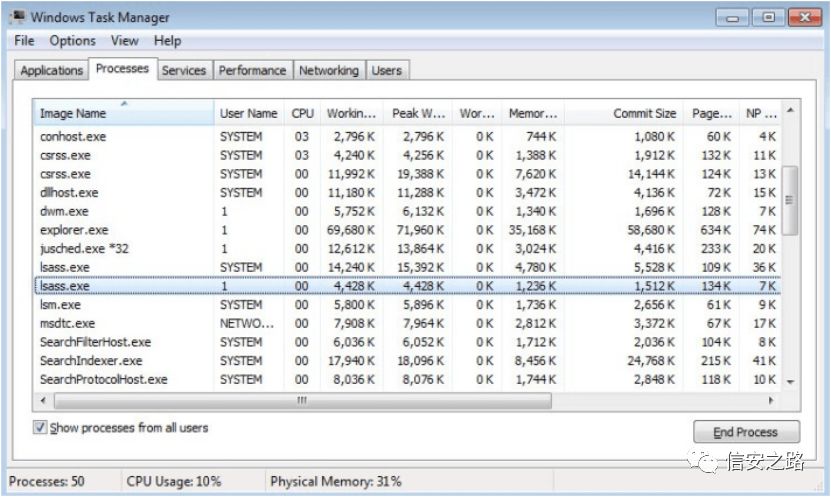 Windows Task Manager
File Options View Help
Applications Processes Services Performance Networking Users
Image Name User Name CPU Workin... Peak W... Wor... Memor... Commit Size Page... NP ...
conhost.exe SYSTEM 03 2,796 K 2,796 K 0 K 744 K 1,080 K 60 K 4 K
csrss.exe SYSTEM 03 4,240 K 4,256 K 0 K 1,388 K 1,912 K 132 K 11 K
csrss.exe SYSTEM 00 11,992 K 19,388 K 0 K 7,620 K 14,144 K 124 K 13 K
dllhost.exe SYSTEM 00 11,180 K 11,288 K 0 K 3,472 K 4,136 K 72 K 15 K
dwm.exe 1 00 5,752 K 6,132 K 0 K 1,340 K 1,696 K 128 K 7 K
explorer.exe 1 00 69,680 K 71,960 K 0 K 35,168 K 58,680 K 634 K 74 K
jusched.exe *32 1 00 12,612 K 13,864 K 0 K 3,024 K 4,416 K 233 K 20 K
lsass.exe SYSTEM 00 14,240 K 15,392 K 0 K 4,780 K 5,528 K 109 K 36 K
lsass.exe 1 00 4,428 K 4,428 K 0 K 1,236 K 1,512 K 134 K 7 K
lsm.exe SYSTEM 00 5,800 K 5,896 K 0 K 1,736 K 2,656 K 61 K 9 K
msdtc.exe NETWO... 00 7,908 K 7,964 K 0 K 2,812 K 3,372 K 67 K 17 K
SearchFilterHost.exe SYSTEM 00 6,036 K 6,052 K 0 K 1,712 K 2,036 K 104 K 8 K
SearchIndexer.exe SYSTEM 00 17,940 K 18,096 K 0 K 8,456 K 24,768 K 215 K 41 K
SearchProtocolHost.exe SYSTEM 00 8,036 K 8,076 K 0 K 1,744 K 2,848 K 118 K 10 K
Show processes from all users
End Process
信安之路
Processes: 50 CPU Usage: 10% Physical Memory: 31%